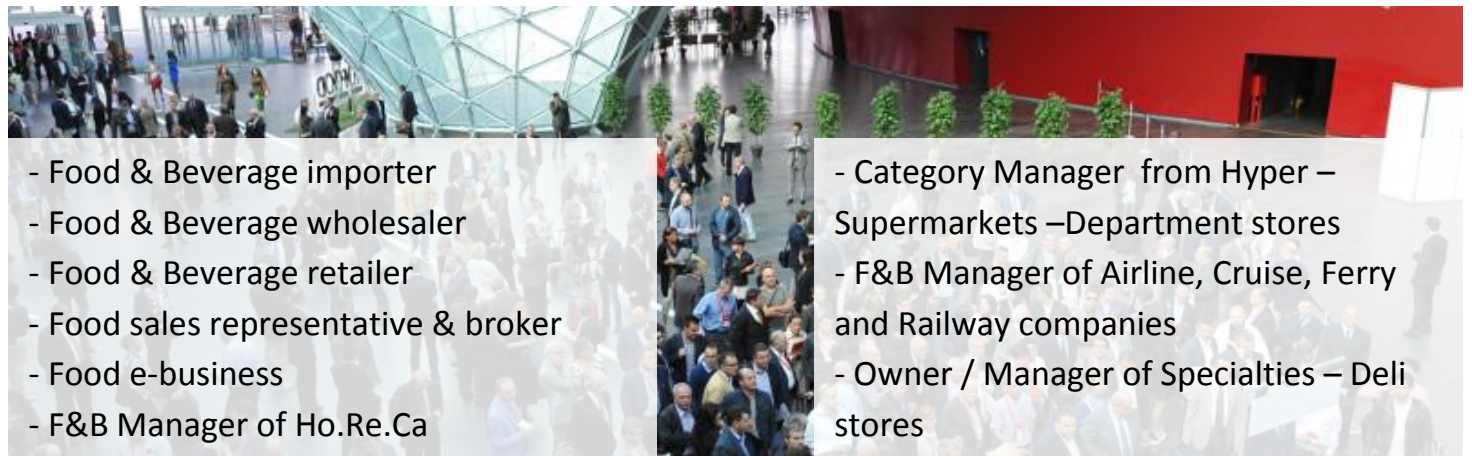 - Food & Beverage importer
- Food & Beverage wholesaler
- Food & Beverage retailer
- Food sales representative & broker
- Food e-business
- F&B Manager of Ho.Re.Ca
- Category Manager  from Hyper –
Supermarkets –Department stores
- F&B Manager of Airline, Cruise, Ferry
and Railway companies
- Owner / Manager of Specialties – Deli
stores